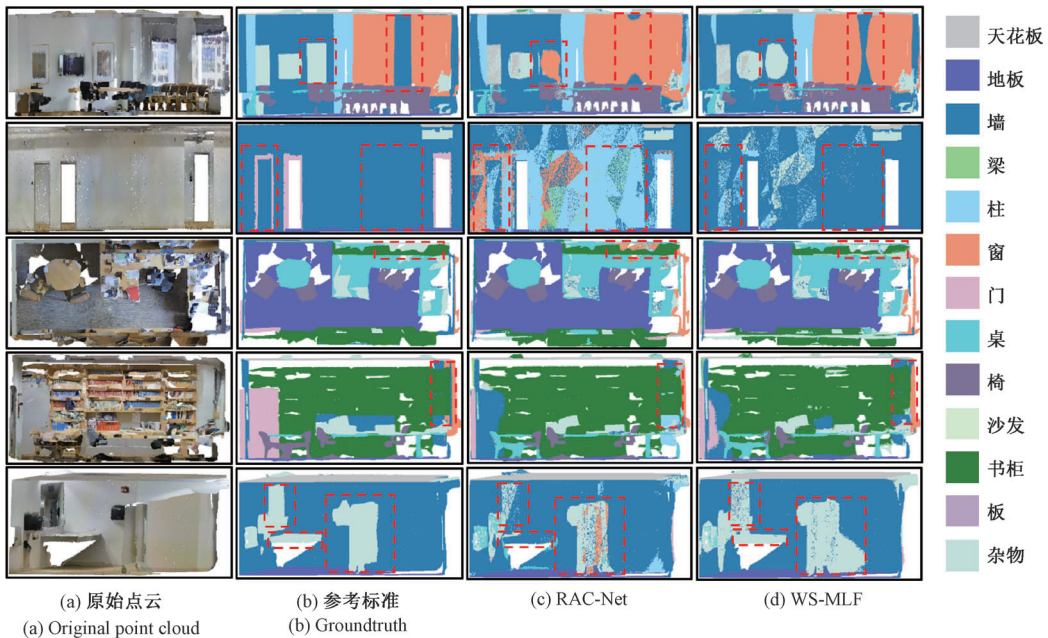 天花板
地板
墙
梁
柱
窗
门
桌
椅
沙发
书柜
板
杂物
(a) 原始点云
(b) 参考标准
(c) RAC-Net
(d) WS-MLF
(a) Original point cloud
(b) Groundtruth